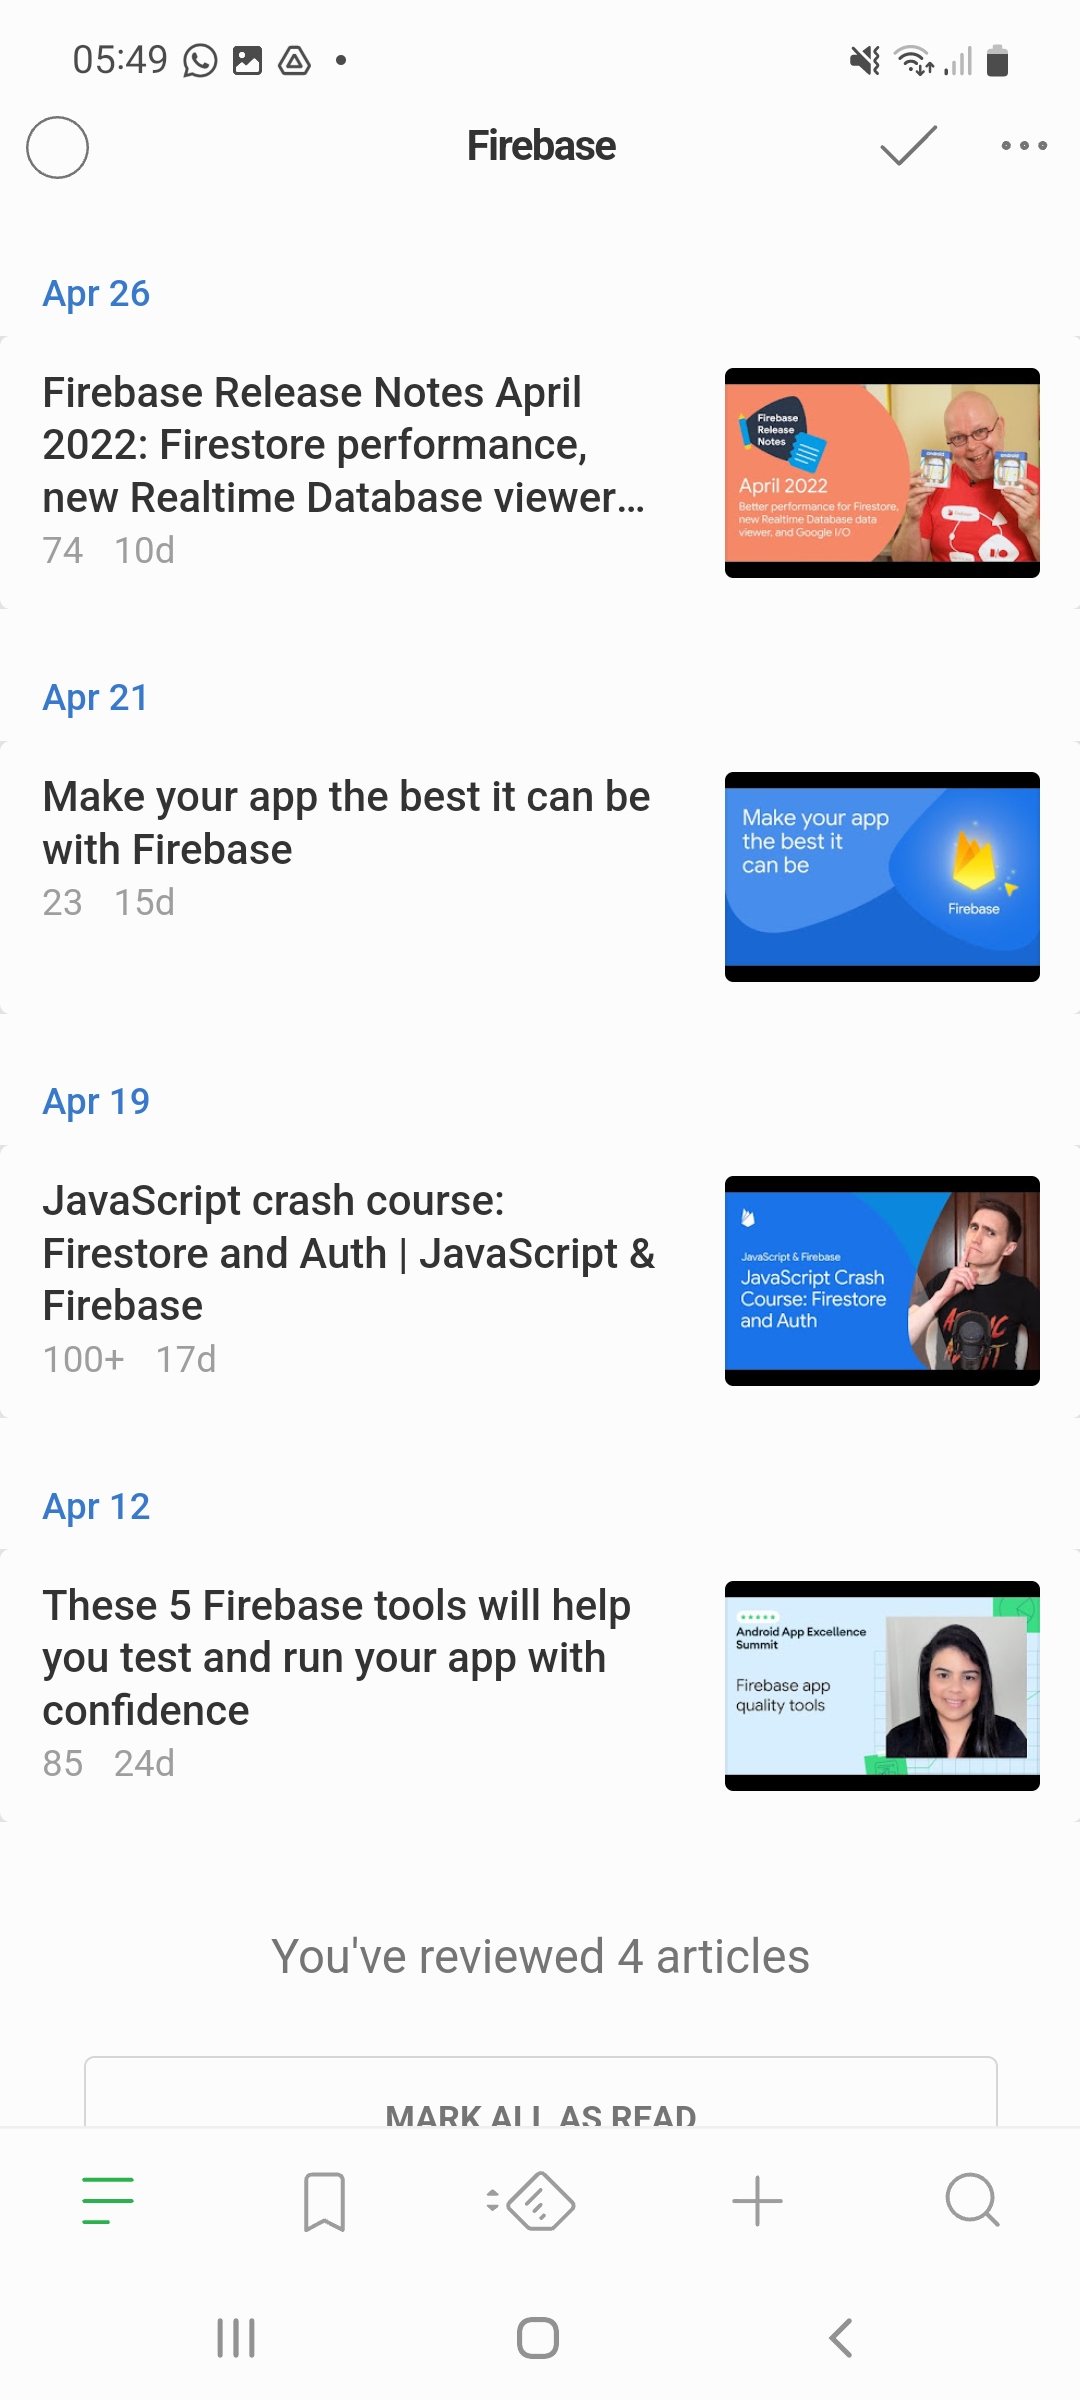 05:49
Firebase
Apr 26
Firebase Release Notes April
2022: Firestore performance,
new Realtime Database viewer...
74 10d
Firebase
Release
Notes
April 2022
Better performance for Firestore,
new Realtime Database data
viewer, and Google I/O
Apr 21
Make your app the best it can be
with Firebase
23 15d
Make your app
the best it
can be
Firebase
Apr 19
JavaScript crash course:
Firestore and Auth | JavaScript &
Firebase
100+ 17d
JavaScript & Firebase
JavaScript Crash
Course: Firestore
and Auth
Apr 12
These 5 Firebase tools will help
you test and run your app with
confidence
85 24d
Android App Excellence
Summit
Firebase app
quality tools
You've reviewed 4 articles
MARK ALL AS READ